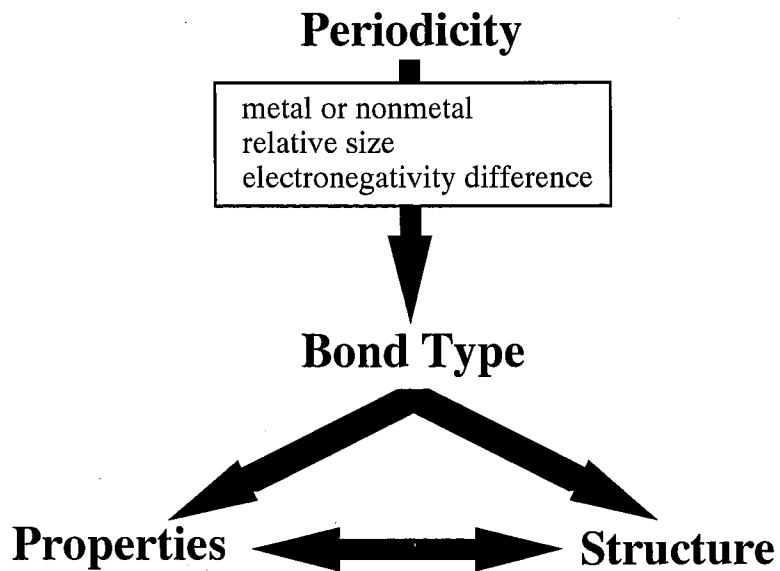 Periodicity
metal or nonmetal
relative size
electronegativity difference
Bond Type
Properties
Structure